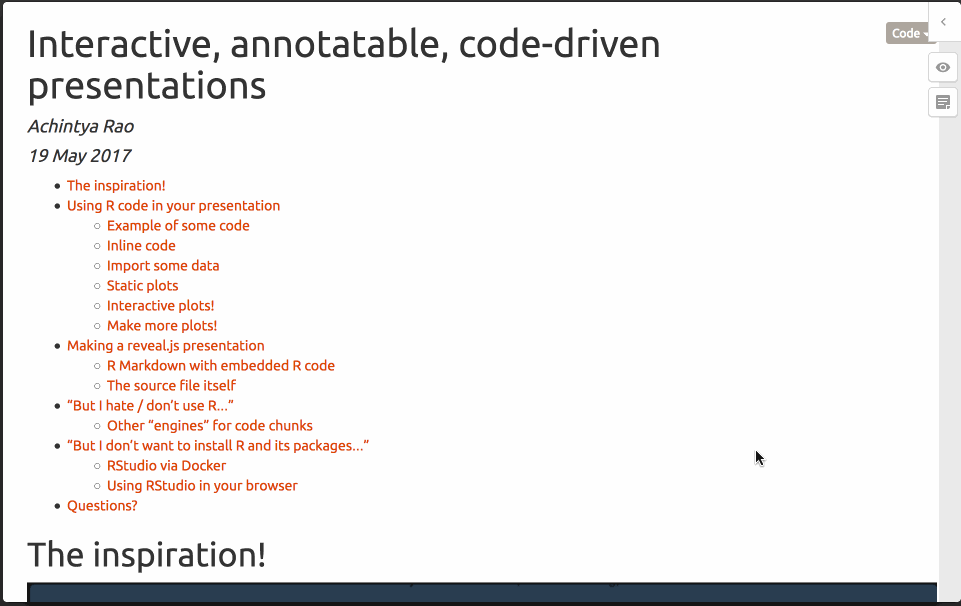 Interactive, annotatable, code-driven
presentations
Code
Achintya Rao
19 May 2017
The inspiration!
Using R code in your presentation
Example of some code
Inline code
Import some data
Static plots
Interactive plots!
Make more plots!
Making a reveal.js presentation
R Markdown with embedded R code
The source file itself
“But I hate / don’t use R…”
Other “engines” for code chunks
“But I don’t want to install R and its packages…”
RStudio via Docker
Using RStudio in your browser
Questions?
The inspiration!